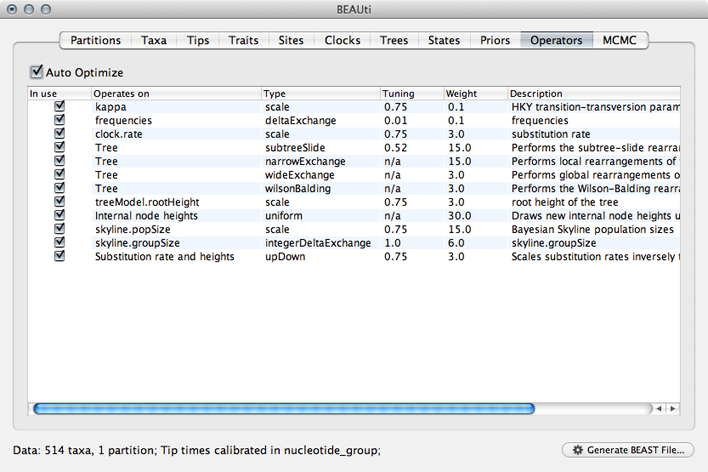 BEAUti
Partitions Taxa Tips Traits Sites Clocks Trees States Priors Operators MCMC
Auto Optimize
In use Operates on Type Tuning Weight Description
kappa scale 0.75 0.1 HKY transition-transversion param
frequencies deltaExchange 0.01 0.1 frequencies
clock.rate scale 0.75 3.0 substitution rate
Tree subtreeSlide 0.52 15.0 Performs the subtree-slide rearran
Tree narrowExchange n/a 15.0 Performs local rearrangements of
Tree wideExchange n/a 3.0 Performs global rearrangements o
Tree wilsonBalding n/a 3.0 Performs the Wilson-Balding rearra
treeModel.rootHeight scale 0.75 3.0 root height of the tree
Internal node heights uniform n/a 30.0 Draws new internal node heights u
skyline.popSize scale 0.75 15.0 Bayesian Skyline population sizes
skyline.groupSize integerDeltaExchange 1.0 6.0 skyline.groupSize
Substitution rate and heights upDown 0.75 3.0 Scales substitution rates inversely t
Data: 514 taxa, 1 partition; Tip times calibrated in nucleotide_group;
Generate BEAST File...